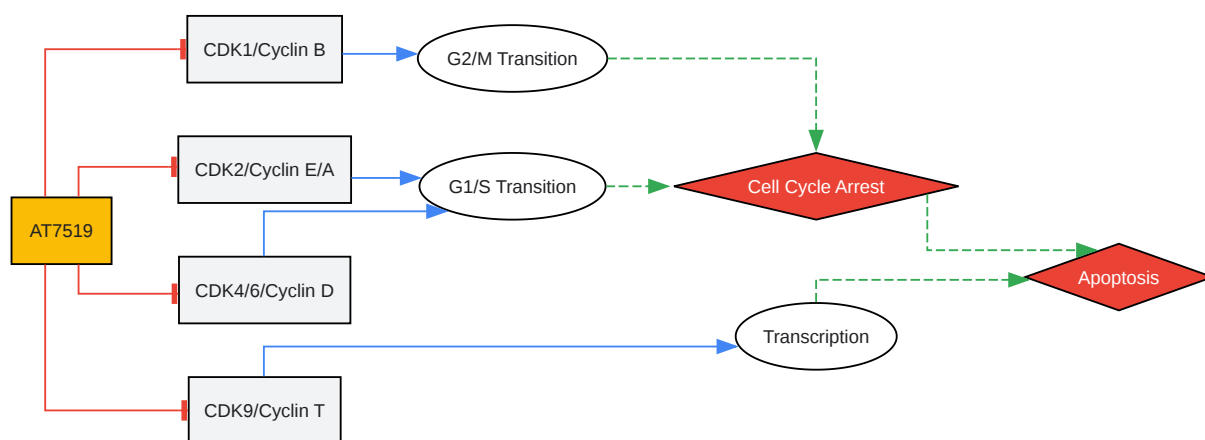 CDK1/Cyclin B
G2/M Transition
CDK2/Cyclin E/A
G1/S Transition
Cell Cycle Arrest
AT7519
CDK4/6/Cyclin D
Apoptosis
Transcription
CDK9/Cyclin T